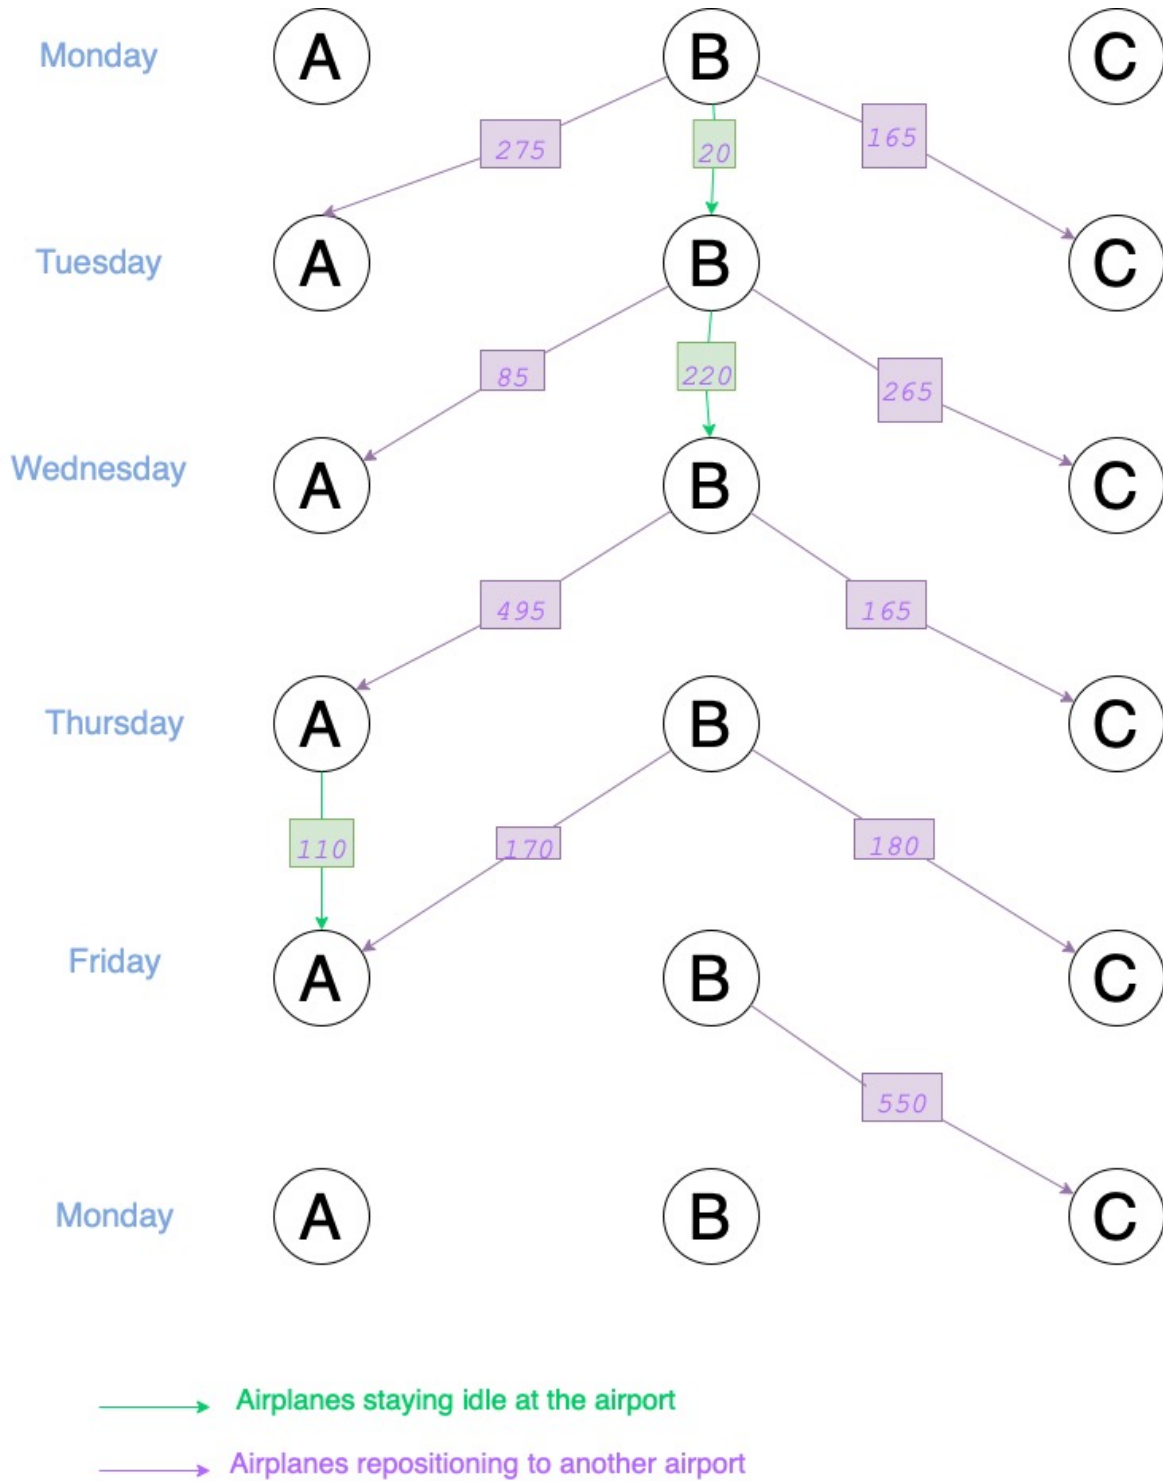 Monday A B C
275 20 165
Tuesday A B C
85 220 265
Wednesday A B C
495 165
Thursday A B C
110 170 180
Friday A B C
550
Monday A B C
Airplanes staying idle at the airport
Airplanes repositioning to another airport